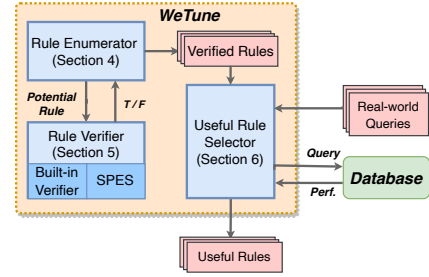 WeTune
Rule Enumerator
(Section 4)
Verified Rules
Potential
Rule
T / F
Rule Verifier
(Section 5)
Built-in
Verifier
SPES
Useful Rule
Selector
(Section 6)
Real-world
Queries
Query
Perf.
Database
Useful Rules